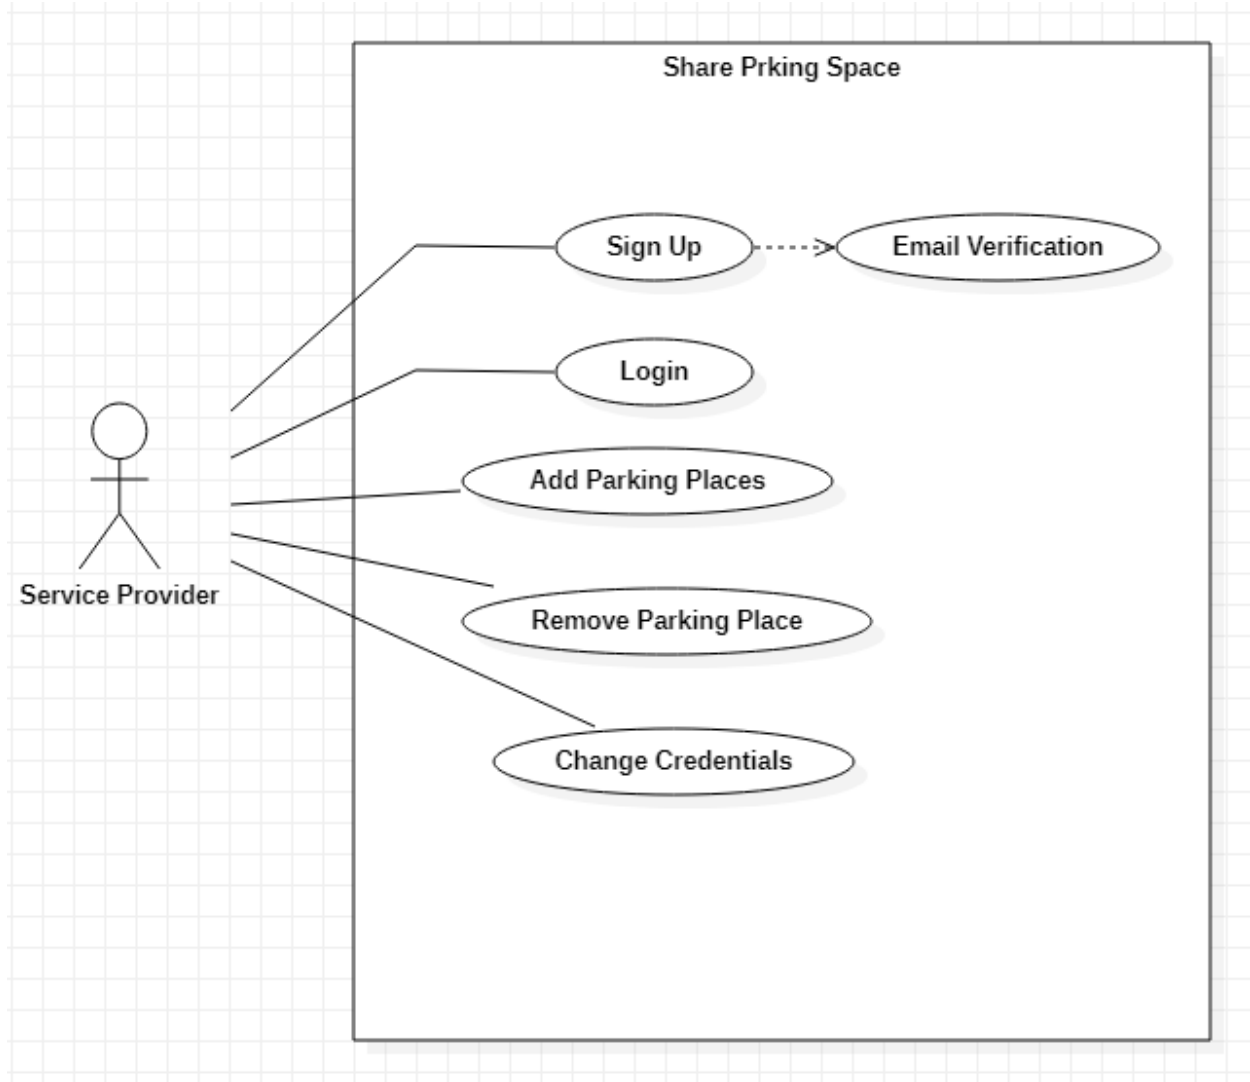 Share Prking Space
Sign Up
Email Verification
Login
Add Parking Places
Service Provider
Remove Parking Place
Change Credentials